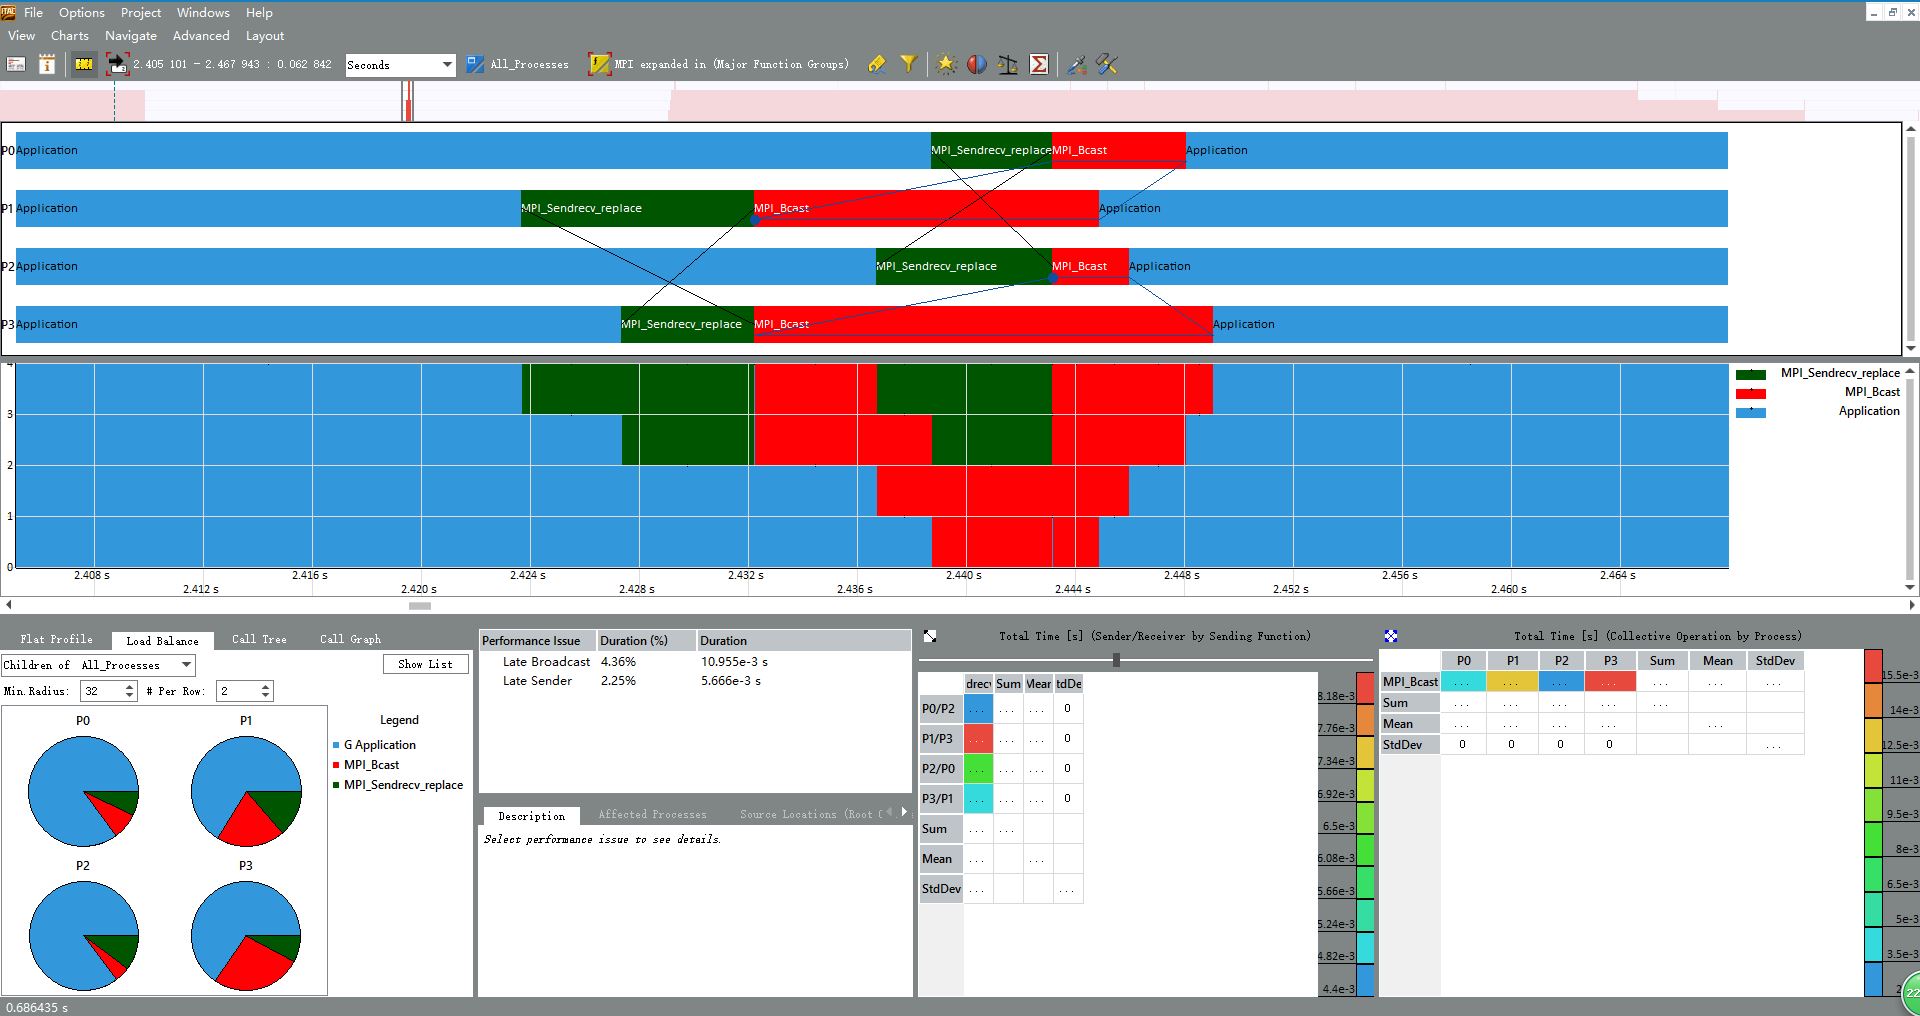 File Options Project Windows Help
View Charts Navigate Advanced Layout
2.405 101 - 2.467 943 : 0.062 842 Seconds All_Processes MPI expanded in (Major Function Groups)
P0 Application MPI_Sendrecv_replace MPI_Bcast Application
P1 Application MPI_Sendrecv_replace MPI_Bcast Application
P2 Application MPI_Sendrecv_replace MPI_Bcast Application
P3 Application MPI_Sendrecv_replace MPI_Bcast Application
4
3
2
1
0
MPI_Sendrecv_replace
MPI_Bcast
Application
2.408 s 2.416 s 2.424 s 2.432 s 2.440 s 2.448 s 2.456 s 2.464 s
2.412 s 2.420 s 2.428 s 2.436 s 2.444 s 2.452 s 2.460 s
Flat Profile Load Balance Call Tree Call Graph
Children of All_Processes Show List
Min.Radius: 32 # Per Row: 2
P0 P1
P2 P3
Legend
G Application
MPI_Bcast
MPI_Sendrecv_replace
Performance Issue Duration (%) Duration
Late Broadcast 4.36% 10.955e-3 s
Late Sender 2.25% 5.666e-3 s
Description Affected Processes Source Locations (Root C
Select performance issue to see details.
Total Time [s] (Sender/Receiver by Sending Function)
drecv Sum Mean tdDe
P0/P2 ... ... ... 0
P1/P3 ... ... ... 0
P2/P0 ... ... ... 0
P3/P1 ... ... ... 0
Sum ... ...
Mean ... ...
StdDev ... ...
8.18e-3
7.76e-3
7.34e-3
6.92e-3
6.5e-3
6.08e-3
5.66e-3
5.24e-3
4.82e-3
4.4e-3
Total Time [s] (Collective Operation by Process)
P0 P1 P2 P3 Sum Mean StdDev
MPI_Bcast ... ... ... ... ... ... ...
Sum ... ... ... ... ...
Mean ... ... ... ... ...
StdDev 0 0 0 0 ...
15.5e-3
14e-3
12.5e-3
11e-3
9.5e-3
8e-3
6.5e-3
5e-3
3.5e-3
2
22
0.686435 s